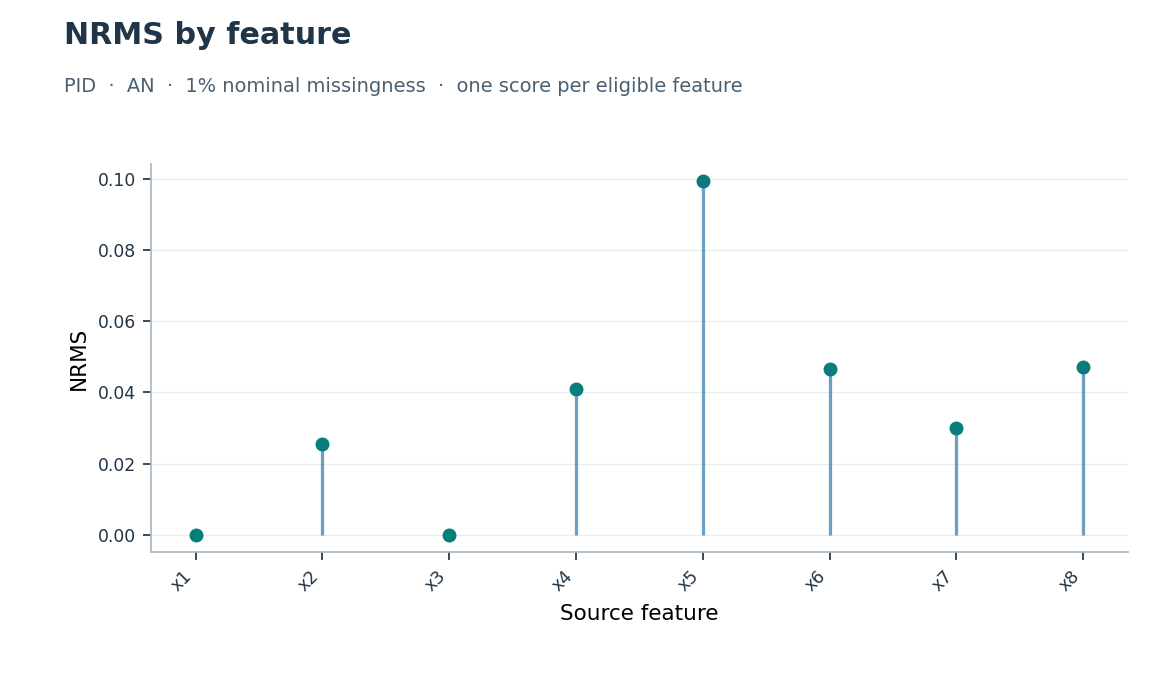 NRMS by feature
PID · AN · 1% nominal missingness · one score per eligible feature
0.10
0.08
0.06
0.04
0.02
0.00
NRMS
x1 x2 x3 x4 x5 x6 x7 x8
Source feature